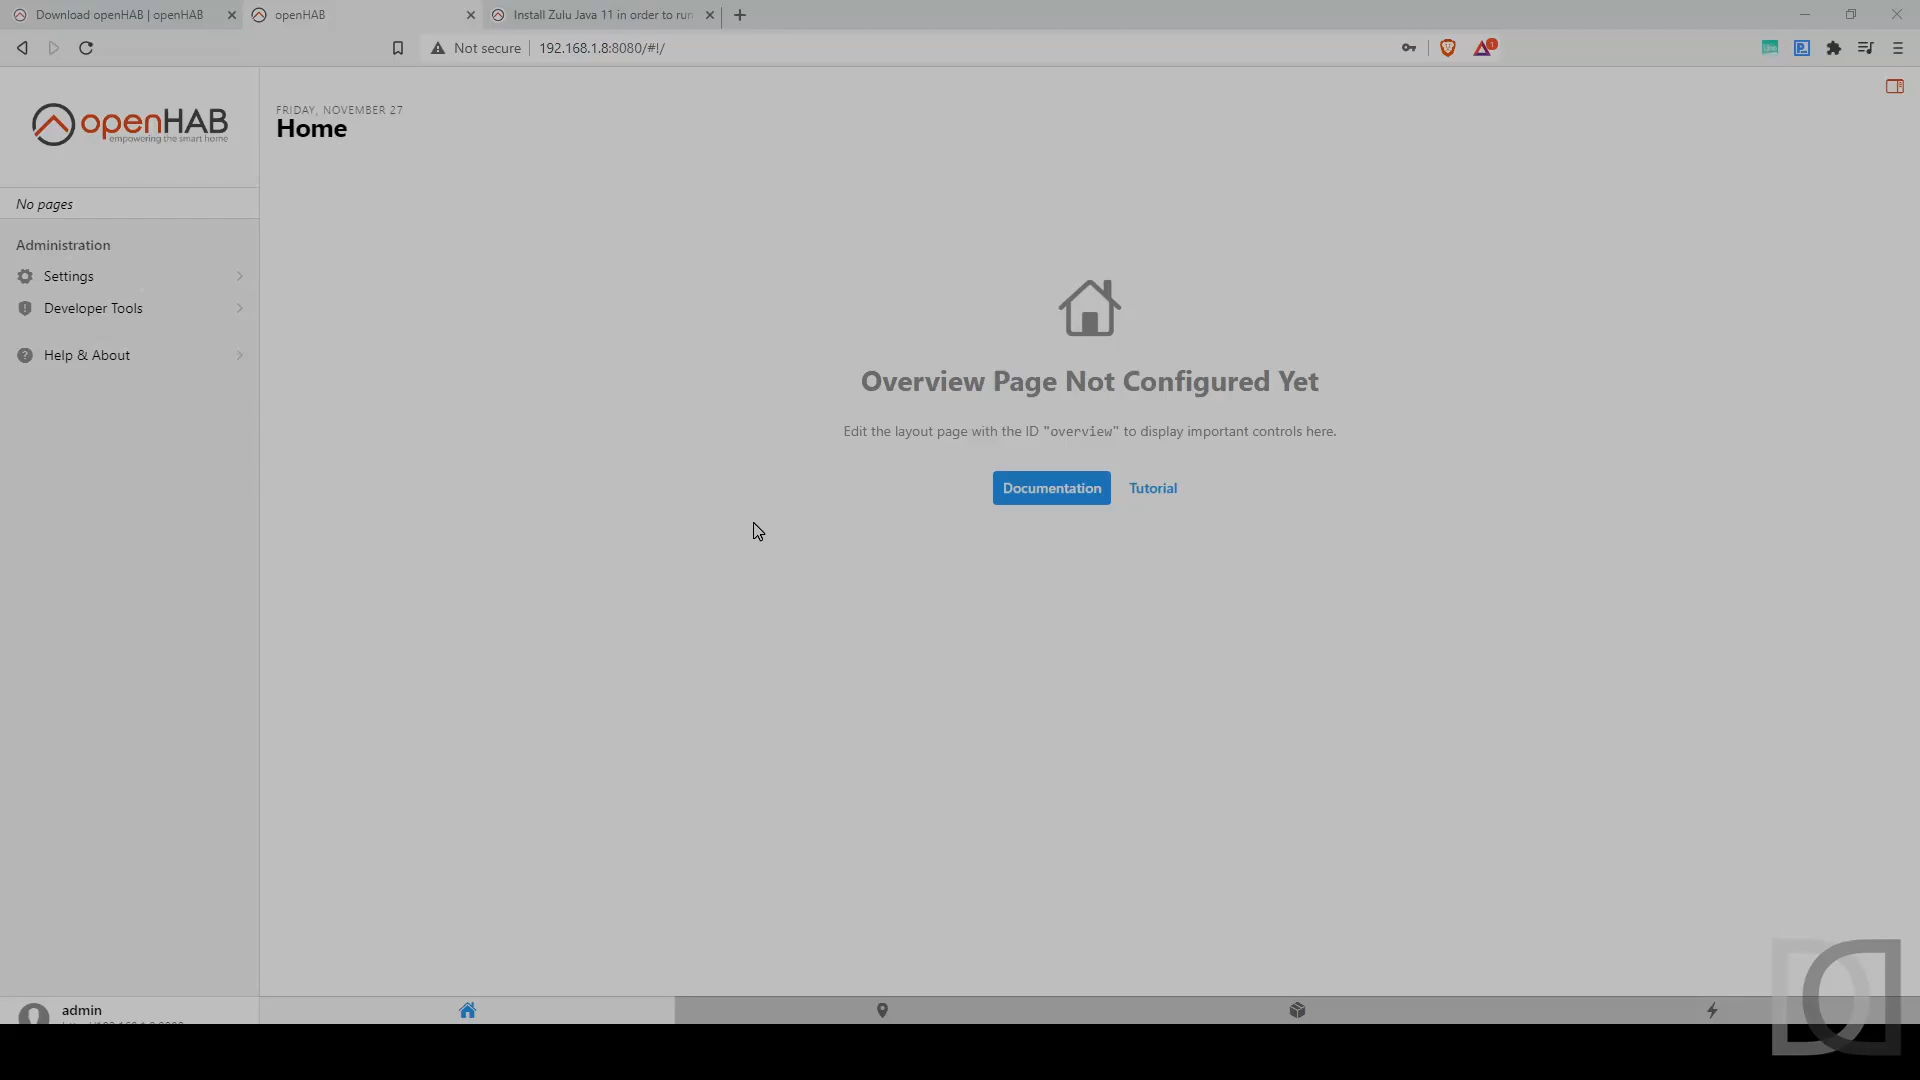 Download openHAB | openHAB
openHAB
Install Zulu Java 11 in order to run
Not secure
192.168.1.8:8080/#!/
1
openHAB
empowering the smart home
FRIDAY, NOVEMBER 27
Home
No pages
Administration
Settings
Developer Tools
Help & About
Overview Page Not Configured Yet
Edit the layout page with the ID "overview" to display important controls here.
Documentation
Tutorial
admin